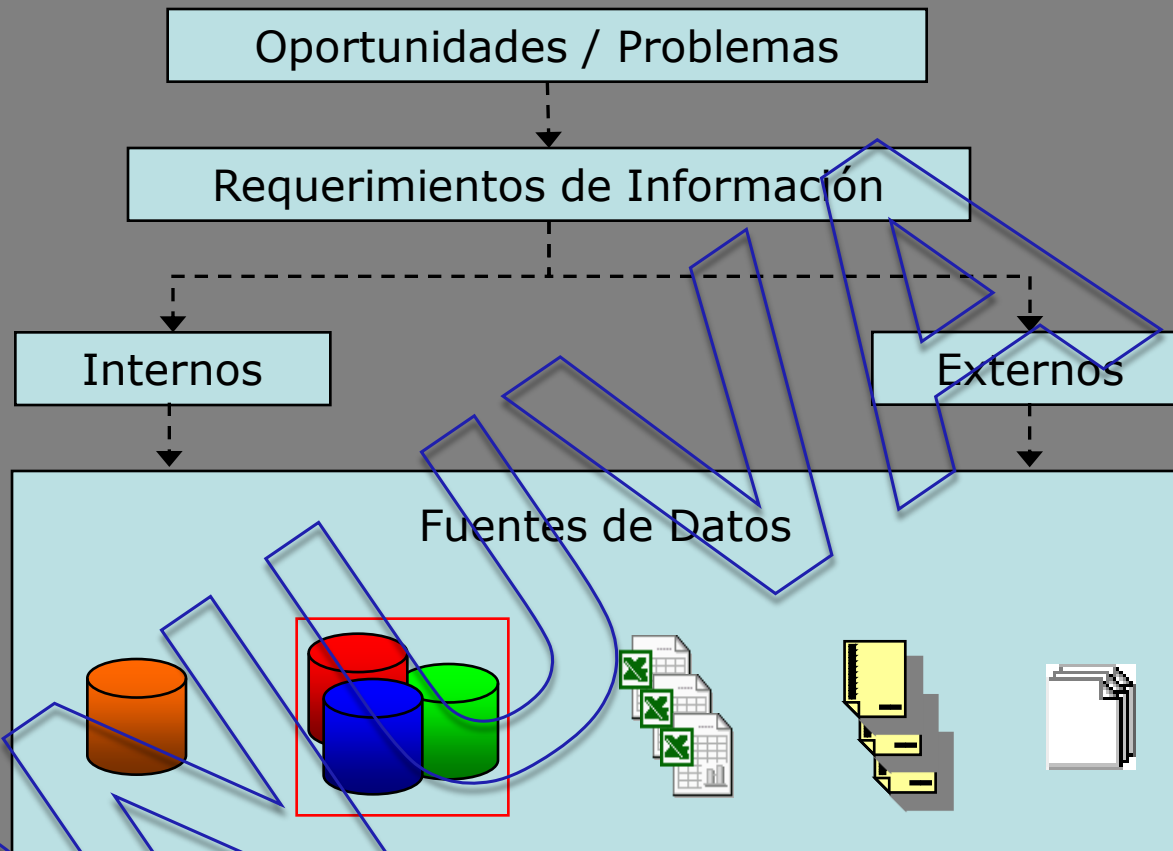 Oportunidades / Problemas
Requerimientos de Información
Internos
Externos
Fuentes de Datos